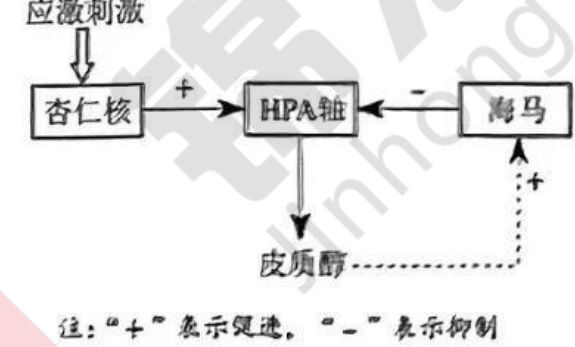 应激刺激
杏仁核 + HPA轴 - 海马
+
皮质醇
注：“+”表示促进，“-”表示抑制
jinhong